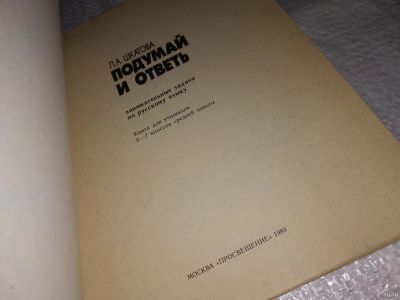 Л.А. ШКАТОВА
ПОДУМАЙ
И ОТВЕТЬ
занимательные задачи
по русскому языку
Книга для учащихся
5—7 классов средней школы
МОСКВА «ПРОСВЕЩЕНИЕ» 1989